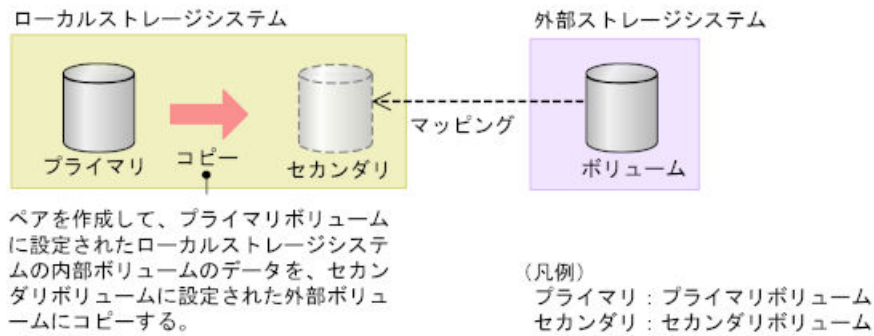 ローカルストレージシステム
外部ストレージシステム
プライマリ
コピー
セカンダリ
マッピング
ボリューム
ペアを作成して、プライマリボリューム
に設定されたローカルストレージシステ
ムの内部ボリュームのデータを、セカン
ダリボリュームに設定された外部ボリュ
ームにコピーする。
（凡例）
プライマリ：プライマリボリューム
セカンダリ：セカンダリボリューム